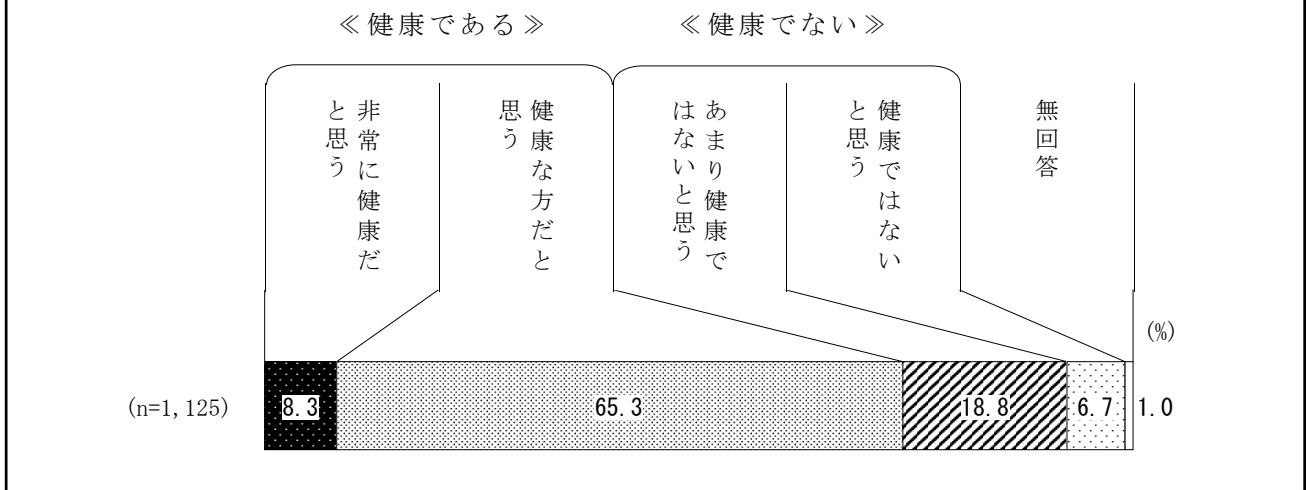 ≪健康である≫ ≪健康でない≫
非常に健康だ
と思う
健康な方だと
思う
あまり健康で
はないと思う
健康ではない
と思う
無回答
(%)
(n=1,125) 8.3 65.3 18.8 6.7 1.0